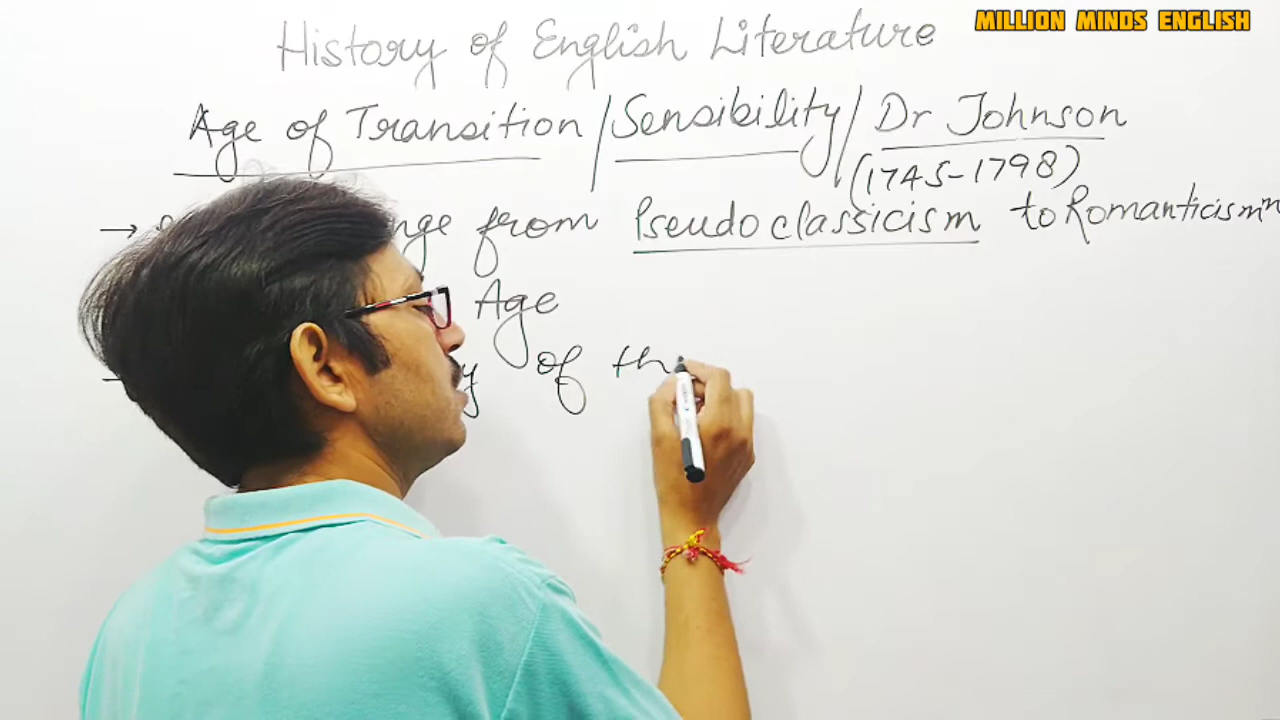 MILLION MINDS ENGLISH
History of English Literature
Age of Transition / Sensibility / Dr Johnson
(1745-1798)
→ from Pseudoclassicism to Romanticism
Age
of th